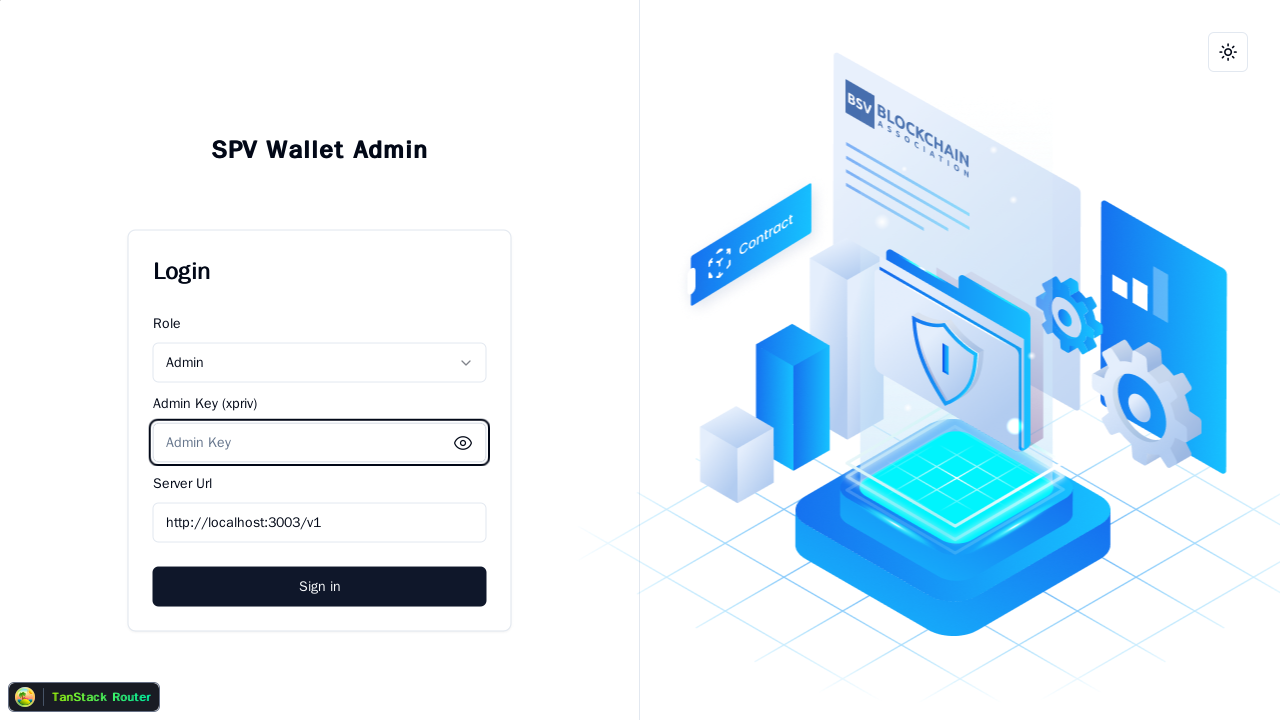 SPV Wallet Admin
Login
Role
Admin
Admin Key (xpriv)
Admin Key
Server Url
http://localhost:3003/v1
Sign in
TanStack Router
BSV BLOCKCHAIN
ASSOCIATION
Contract